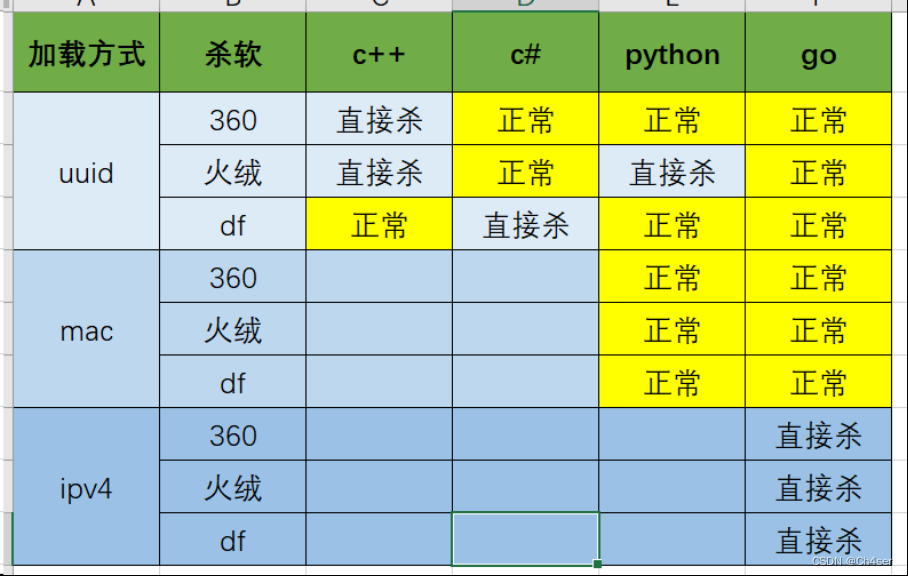 A B C D E F
加载方式 杀软 c++ c# python go
uuid 360 直接杀 正常 正常 正常
火绒 直接杀 正常 直接杀 正常
df 正常 直接杀 正常 正常
mac 360 正常 正常
火绒 正常 正常
df 正常 正常
ipv4 360 直接杀
火绒 直接杀
df 直接杀
CSDN @Ch4ser